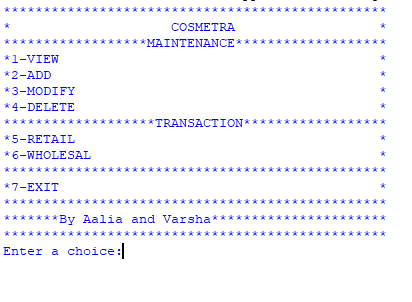 ************************************************
*                    COSMETRA                  *
******************MAINTENANCE*******************
*1-VIEW                                        *
*2-ADD                                         *
*3-MODIFY                                      *
*4-DELETE                                      *
*******************TRANSACTION******************
*5-RETAIL                                      *
*6-WHOLESAL                                    *
************************************************
*7-EXIT                                        *
************************************************
*******By Aalia and Varsha**********************
************************************************
Enter a choice: